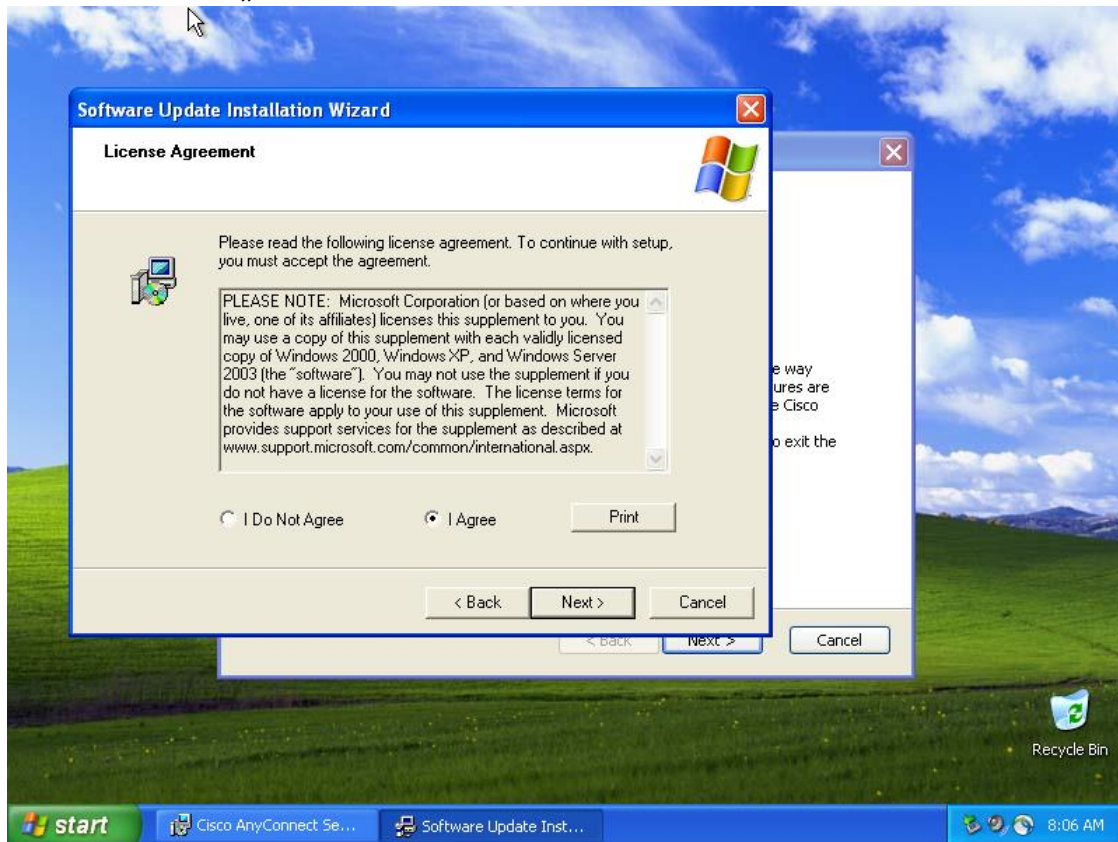 Software Update Installation Wizard
License Agreement
Please read the following license agreement. To continue with setup,
you must accept the agreement.
PLEASE NOTE: Microsoft Corporation (or based on where you
live, one of its affiliates) licenses this supplement to you. You
may use a copy of this supplement with each validly licensed
copy of Windows 2000, Windows XP, and Windows Server
2003 (the "software"). You may not use the supplement if you
do not have a license for the software. The license terms for
the software apply to your use of this supplement. Microsoft
provides support services for the supplement as described at
www.support.microsoft.com/common/international.aspx.
I Do Not Agree I Agree Print
< Back Next > Cancel
e way
ures are
e Cisco
o exit the
< Back Next > Cancel
Recycle Bin
start Cisco AnyConnect Se... Software Update Inst... 8:06 AM